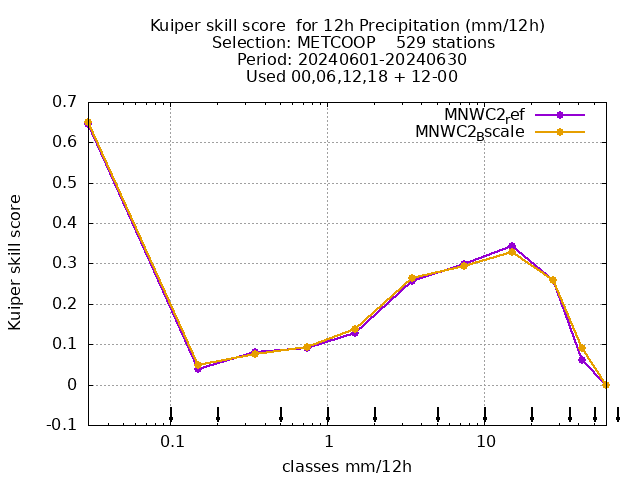 Kuiper skill score  for 12h Precipitation (mm/12h)
Selection: METCOOP    529 stations
Period: 20240601-20240630
Used 00,06,12,18 + 12-00
MNWC2ref
MNWC2Bscale
0.7
0.6
0.5
0.4
0.3
0.2
0.1
0
-0.1
Kuiper skill score
0.1 1 10
classes mm/12h